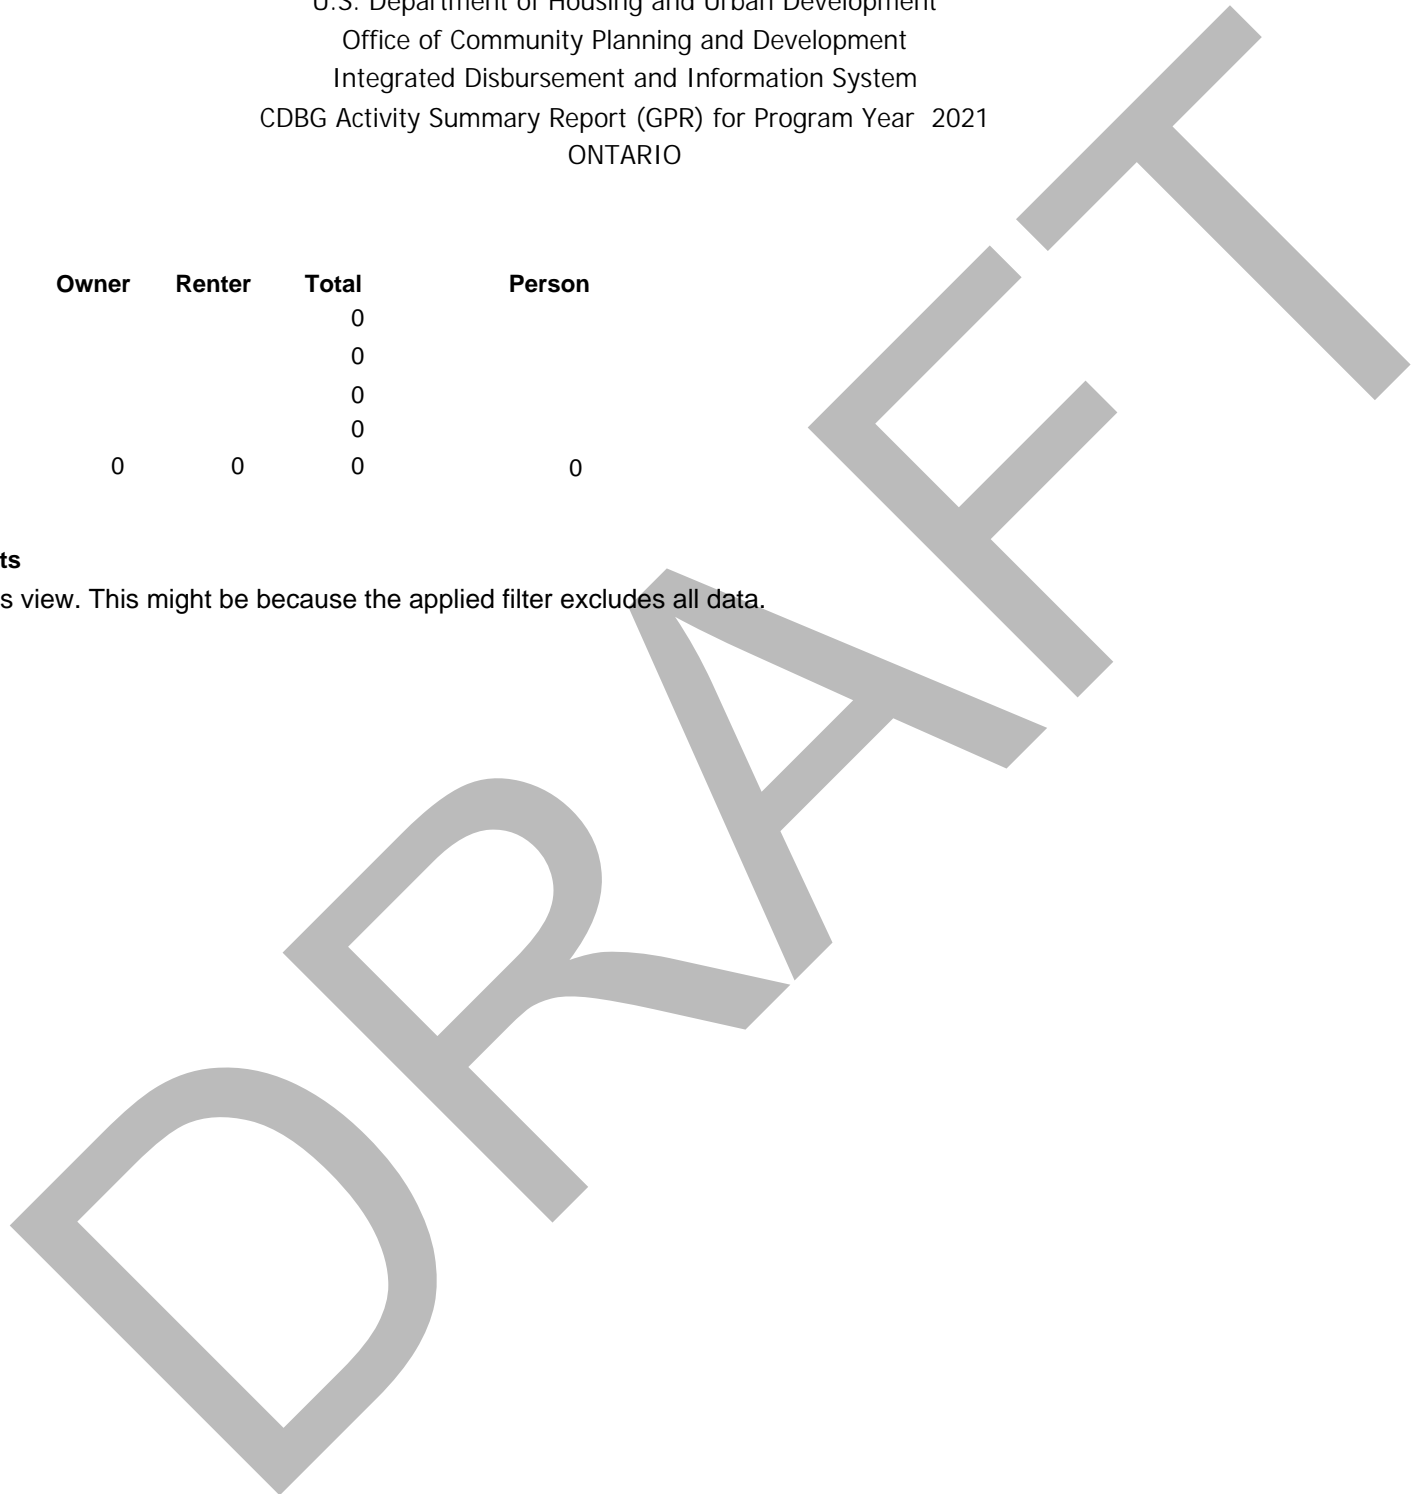 U.S. Department of Housing and Urban Development
Office of Community Planning and Development
Integrated Disbursement and Information System
CDBG Activity Summary Report (GPR) for Program Year 2021
ONTARIO
Owner Renter Total Person
0
0
0
0
0 0 0 0
ts
s view. This might be because the applied filter excludes all data.
DRAFT